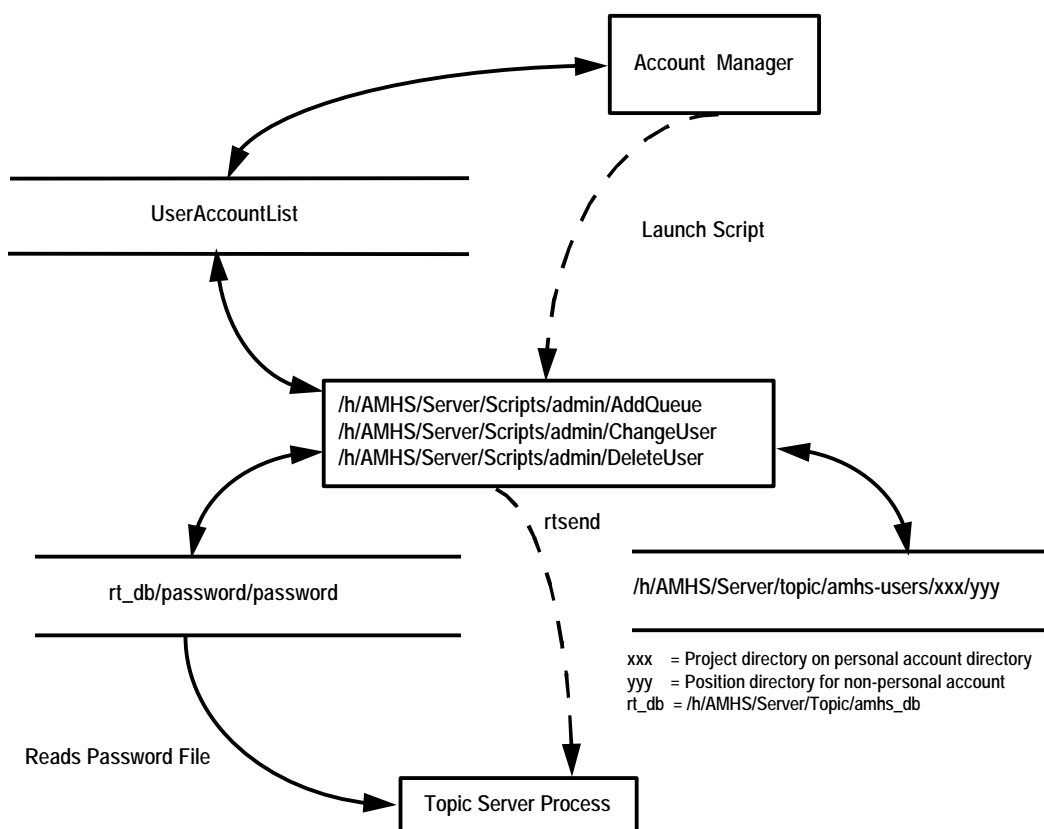 Account Manager
UserAccountList
Launch Script
/h/AMHS/Server/Scripts/admin/AddQueue
/h/AMHS/Server/Scripts/admin/ChangeUser
/h/AMHS/Server/Scripts/admin/DeleteUser
rtsend
rt_db/password/password
/h/AMHS/Server/topic/amhs-users/xxx/yyy
xxx = Project directory on personal account directory
yyy = Position directory for non-personal account
rt_db = /h/AMHS/Server/Topic/amhs_db
Reads Password File
Topic Server Process